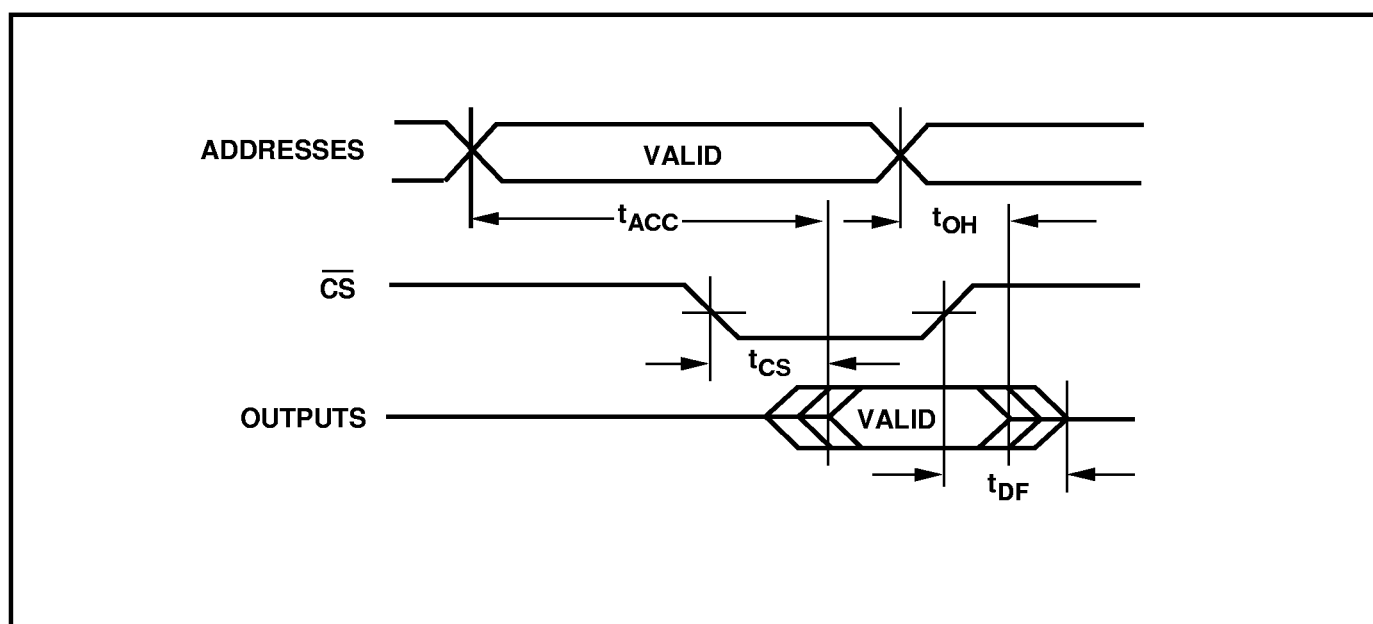 ADDRESSES
VALID
tACC
tOH
CS
tCS
OUTPUTS
VALID
tDF